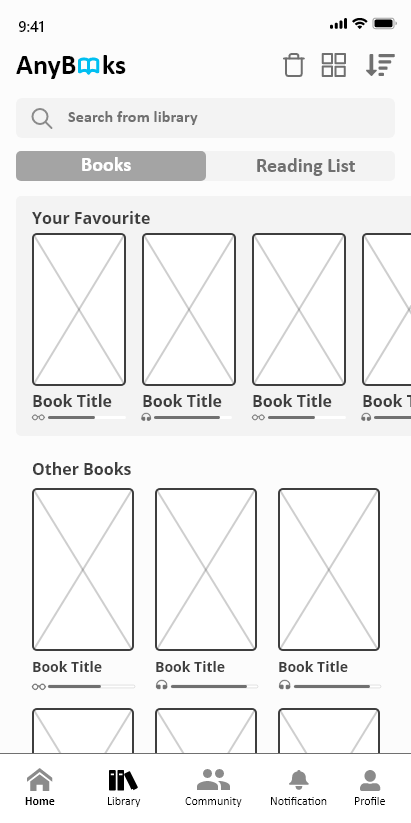 9:41
AnyBooks
Search from library
Books
Reading List
Your Favourite
Book Title
Book Title
Book Title
Book T
Other Books
Book Title
Book Title
Book Title
Home
Library
Community
Notification
Profile